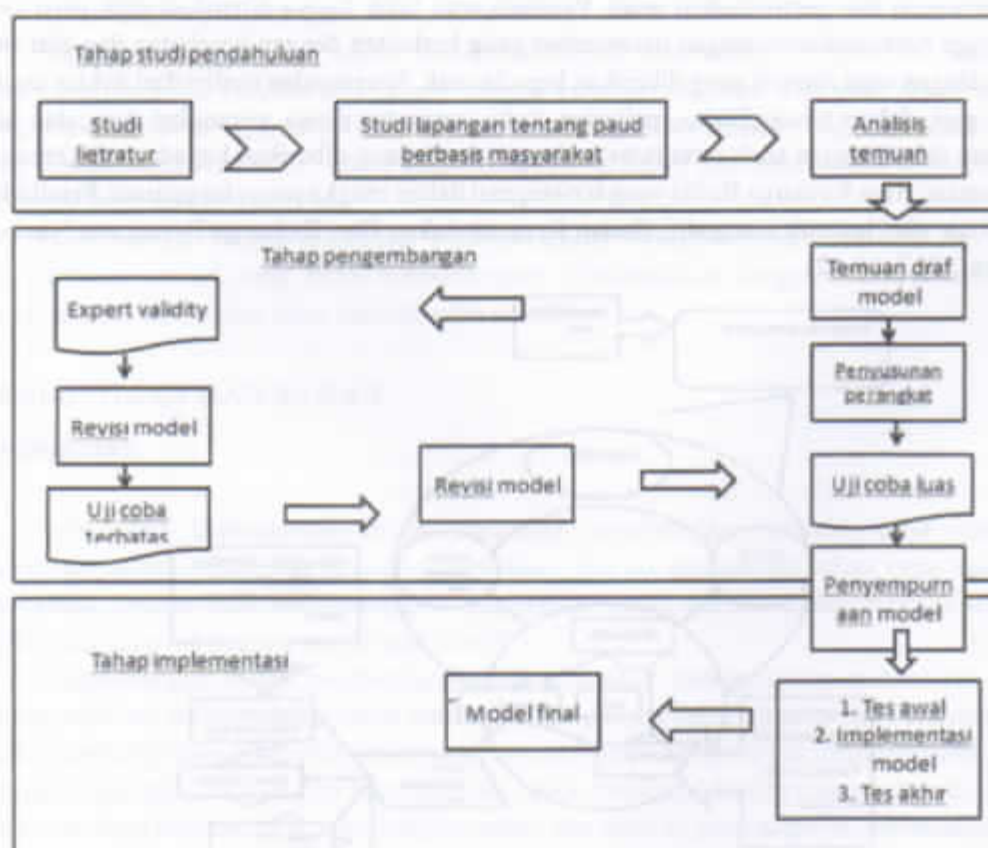 Tahap studi pendahuluan
Studi
lietratur
Studi lapangan tentang paud
berbasis masyarakat
Analisis
temuan
Tahap pengembangan
Temuan draf
model
Expert validity
Penyusunan
perangkat
Revisi model
Revisi model
Uji coba luas
Uji coba
terbatas
Penyempurn
aan model
Tahap implementasi
Model final
1. Tes awal
2. Implementasi
model
3. Tes akhir